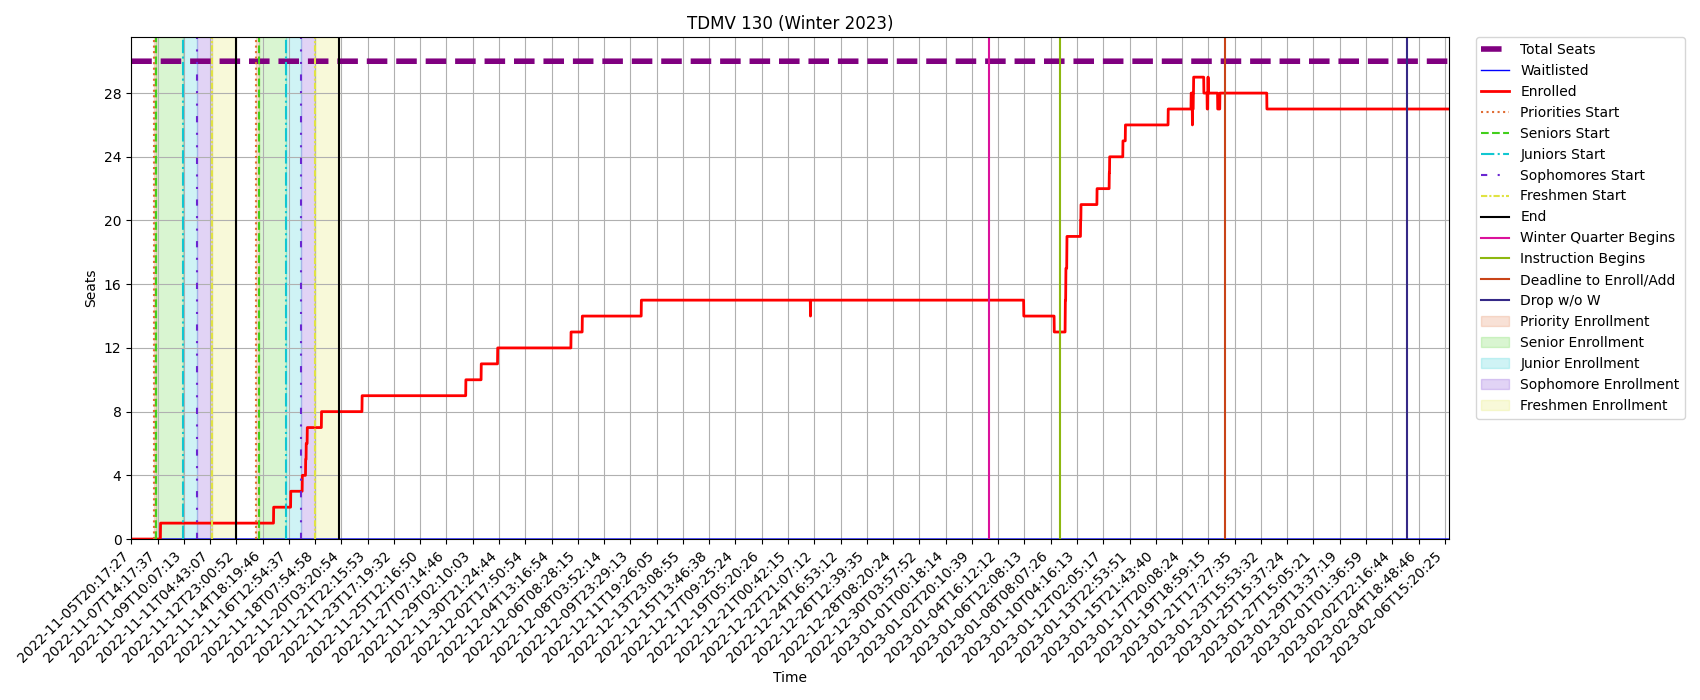 TDMV 130 (Winter 2023)
Seats
28
24
20
16
12
8
4
0
2022-11-05T20:17:27
2022-11-07T14:17:37
2022-11-09T10:07:13
2022-11-11T04:43:07
2022-11-12T23:00:52
2022-11-14T18:19:46
2022-11-16T12:54:37
2022-11-18T07:54:58
2022-11-20T03:20:54
2022-11-21T22:15:53
2022-11-23T17:19:32
2022-11-25T12:16:50
2022-11-27T07:14:46
2022-11-29T02:10:03
2022-11-30T21:24:44
2022-12-02T17:50:54
2022-12-04T13:16:54
2022-12-06T08:28:15
2022-12-08T03:52:14
2022-12-09T23:29:13
2022-12-11T19:26:05
2022-12-13T13:08:55
2022-12-15T13:46:38
2022-12-17T09:25:24
2022-12-19T05:20:26
2022-12-21T00:42:15
2022-12-22T21:07:12
2022-12-24T16:53:12
2022-12-26T12:39:35
2022-12-28T08:20:24
2022-12-30T03:57:52
2023-01-01T00:18:14
2023-01-02T20:10:39
2023-01-04T16:12:12
2023-01-06T12:08:13
2023-01-08T08:07:26
2023-01-10T04:16:13
2023-01-12T02:05:17
2023-01-13T22:53:51
2023-01-15T21:43:40
2023-01-17T20:08:24
2023-01-19T18:59:15
2023-01-21T17:27:35
2023-01-23T15:53:32
2023-01-25T15:37:24
2023-01-27T15:05:21
2023-01-29T13:37:19
2023-02-01T01:36:59
2023-02-02T22:16:44
2023-02-04T18:48:46
2023-02-06T15:20:25
Time
Total Seats
Waitlisted
Enrolled
Priorities Start
Seniors Start
Juniors Start
Sophomores Start
Freshmen Start
End
Winter Quarter Begins
Instruction Begins
Deadline to Enroll/Add
Drop w/o W
Priority Enrollment
Senior Enrollment
Junior Enrollment
Sophomore Enrollment
Freshmen Enrollment